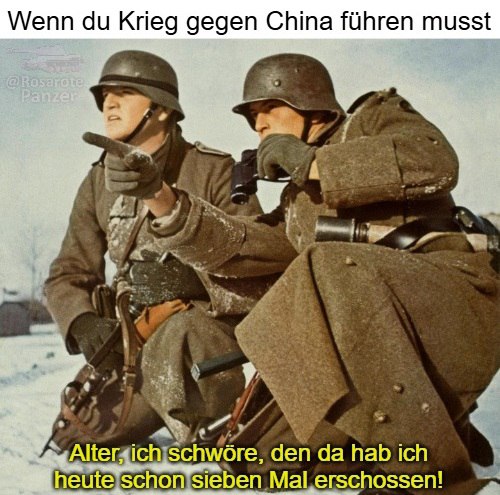 Wenn du Krieg gegen China führen musst
@Rosarote
Panzer
Alter, ich schwöre, den da hab ich
heute schon sieben Mal erschossen!